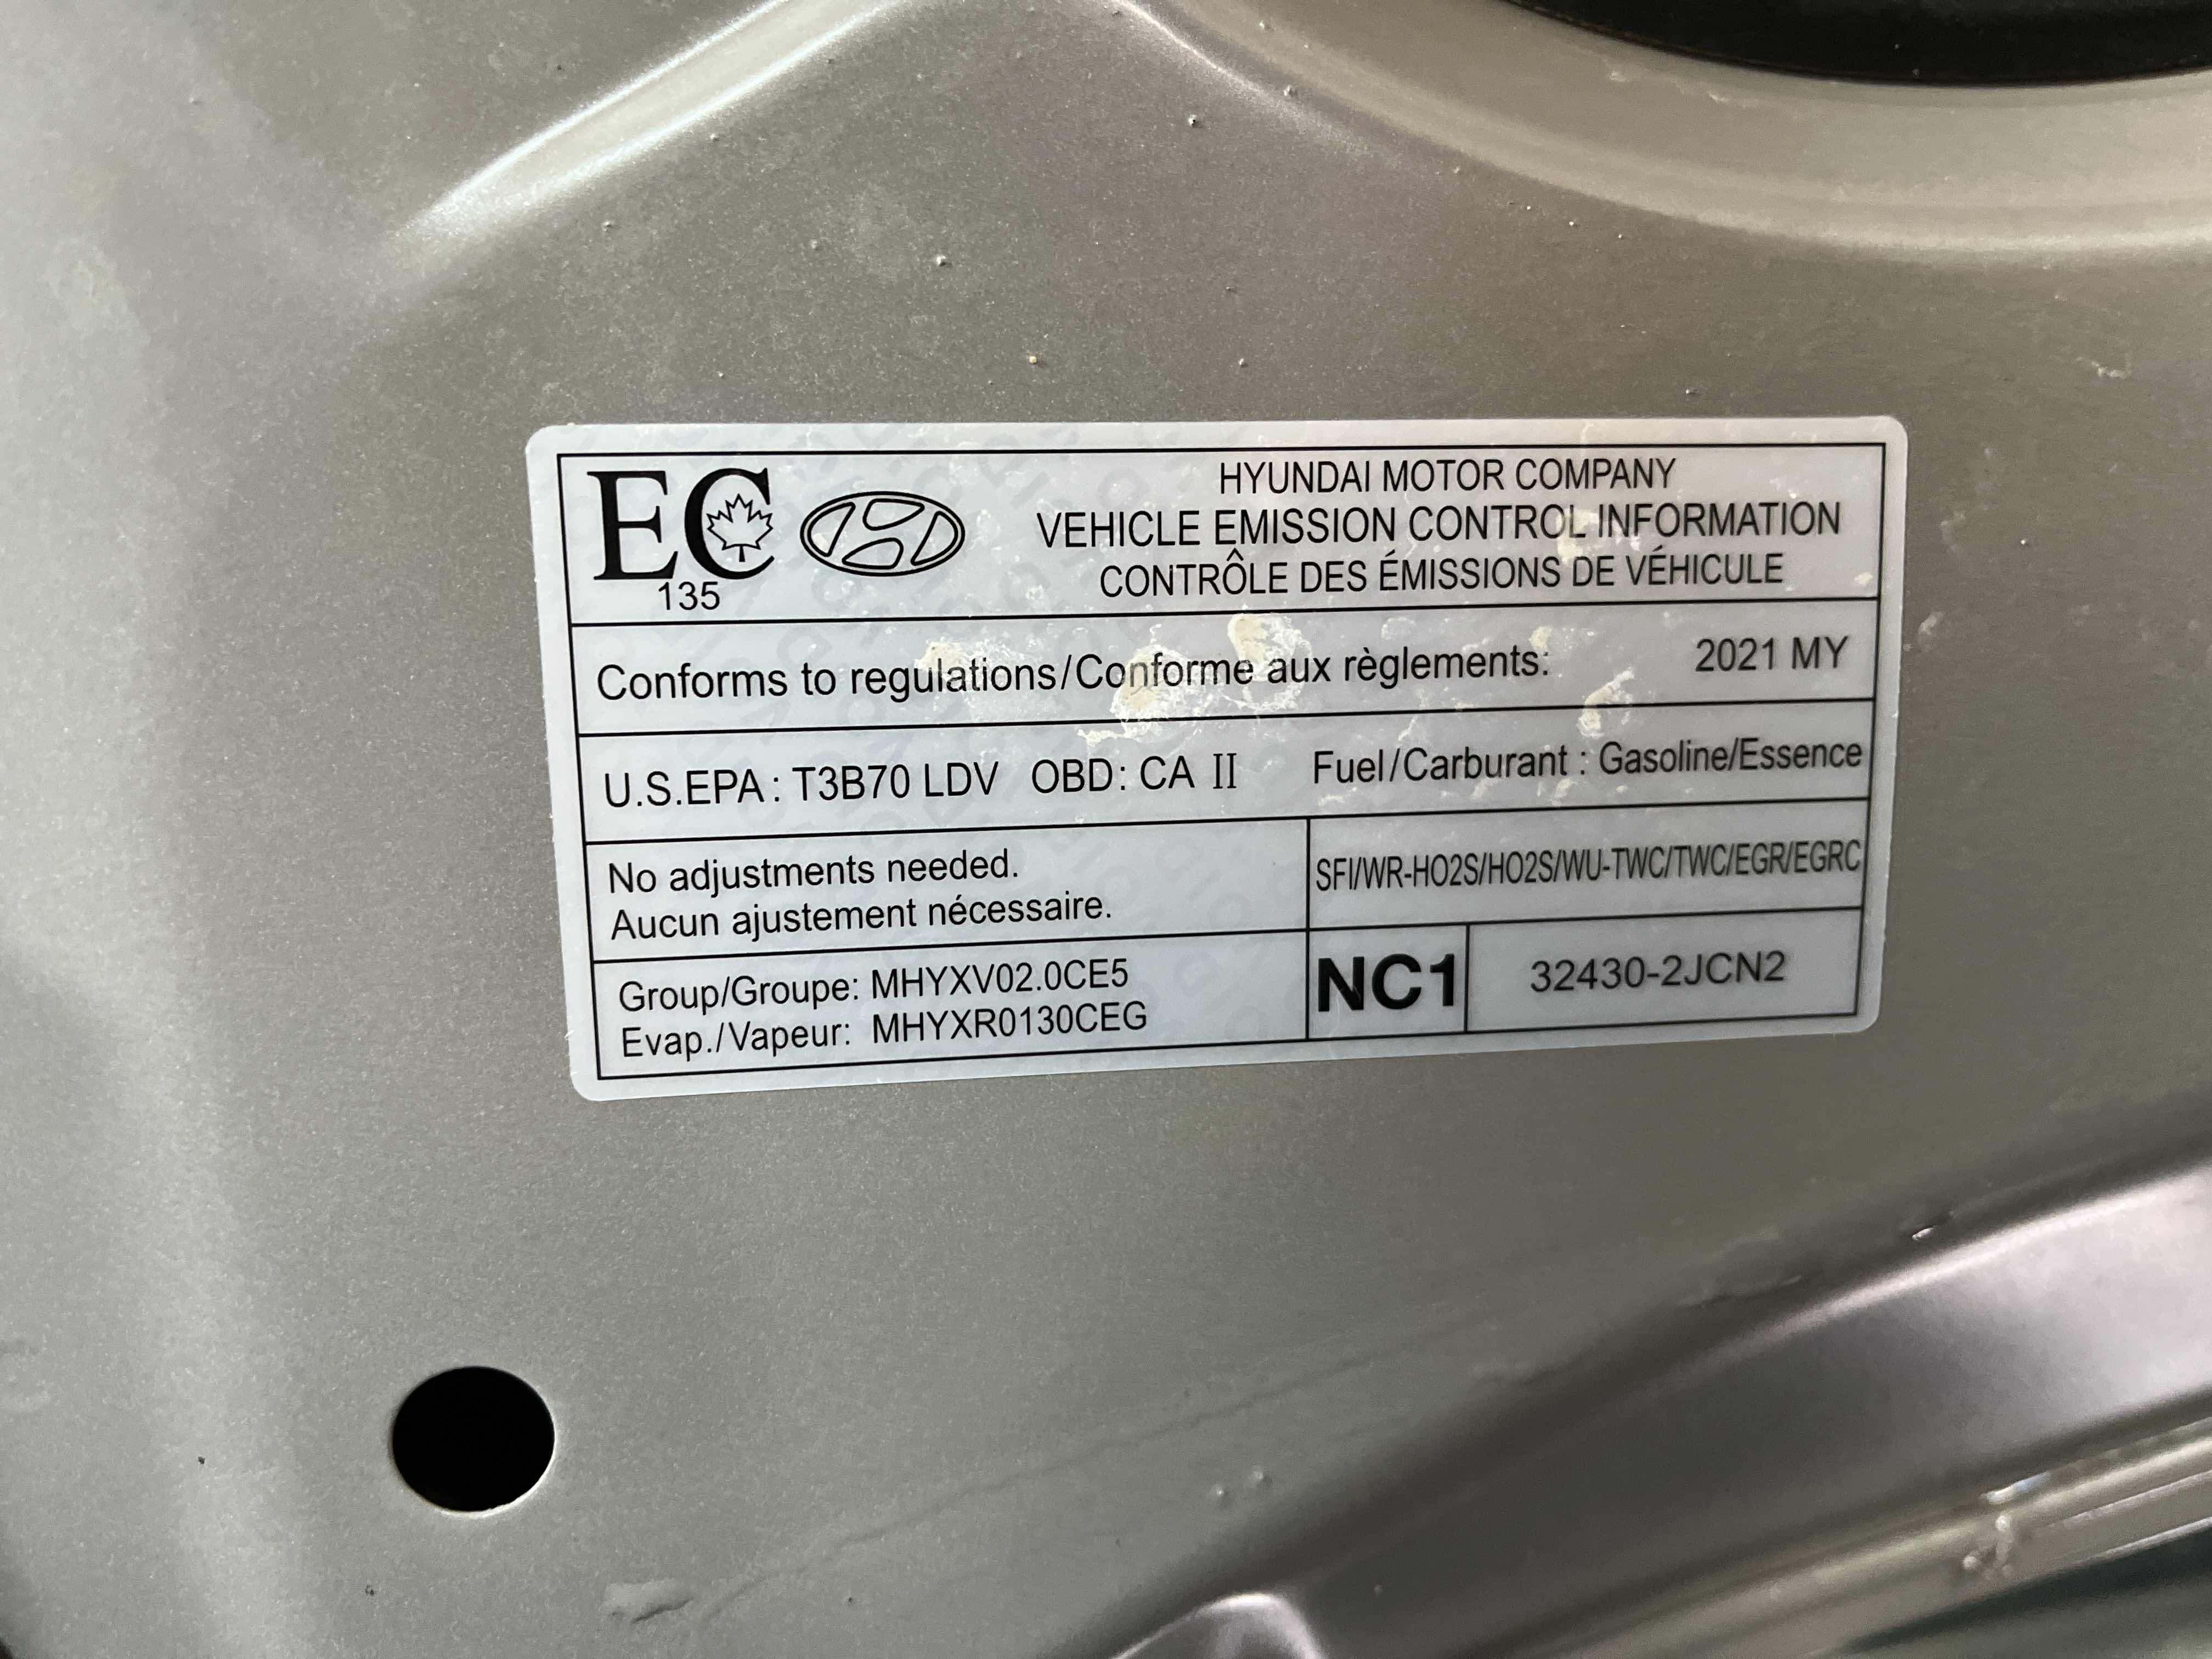 EC
135
HYUNDAI MOTOR COMPANY
VEHICLE EMISSION CONTROL INFORMATION
CONTRÔLE DES ÉMISSIONS DE VÉHICULE
Conforms to regulations/Conforme aux règlements: 2021 MY
U.S.EPA: T3B70 LDV OBD: CA II Fuel/Carburant : Gasoline/Essence
No adjustments needed.
Aucun ajustement nécessaire.
SFI/WR-HO2S/HO2S/WU-TWC/TWC/EGR/EGRC
Group/Groupe: MHYXV02.0CE5
Evap./Vapeur: MHYXR0130CEG
NC1 32430-2JCN2